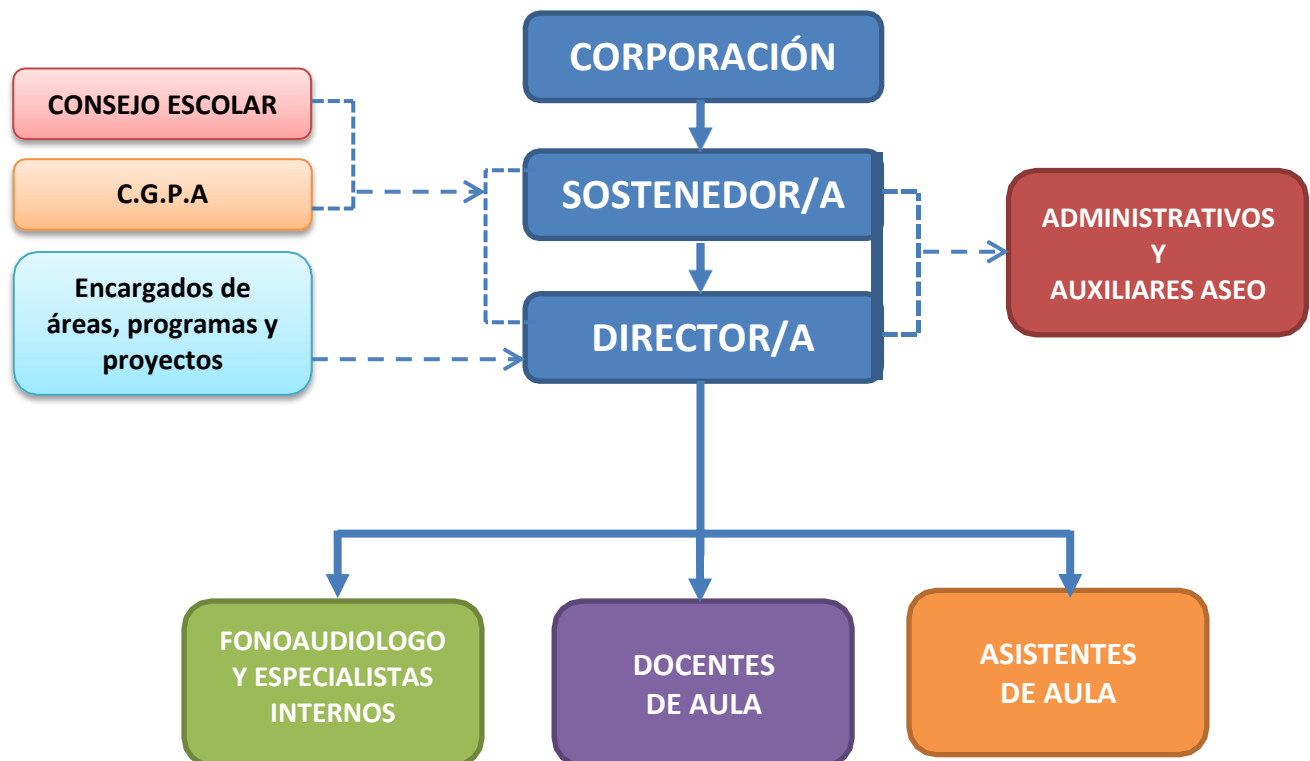 CORPORACIÓN
CONSEJO ESCOLAR
C.G.P.A
SOSTENEDOR/A
ADMINISTRATIVOS
Y
AUXILIARES ASEO
Encargados de
áreas, programas y
proyectos
DIRECTOR/A
FONOAUDIOLOGO
Y ESPECIALISTAS
INTERNOS
DOCENTES
DE AULA
ASISTENTES
DE AULA